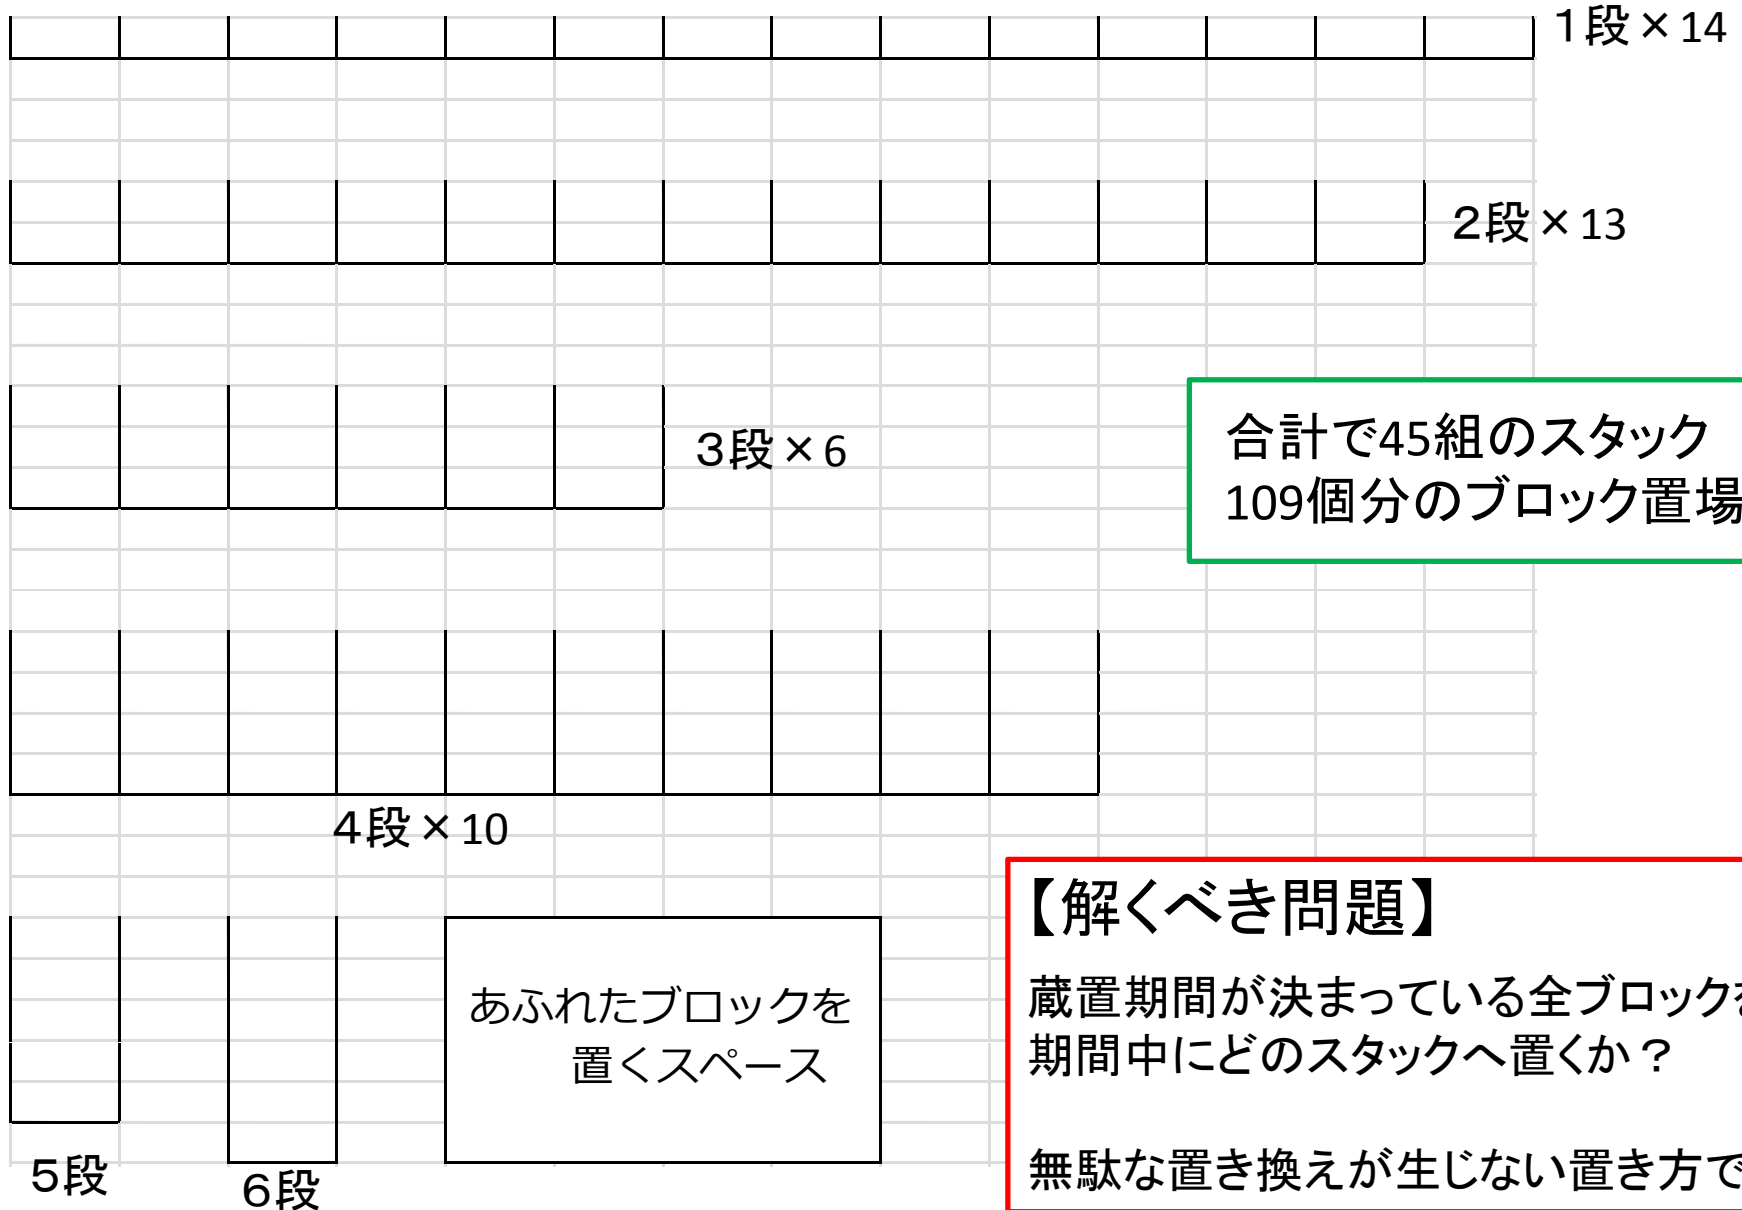 1段×14
2段×13
3段×6
合計で45組のスタック
109個分のブロック置場
4段×10
【解くべき問題】
蔵置期間が決まっている全ブロック
期間中にどのスタックへ置くか？
無駄な置き換えが生じない置き方で
あふれたブロックを
置くスペース
5段
6段